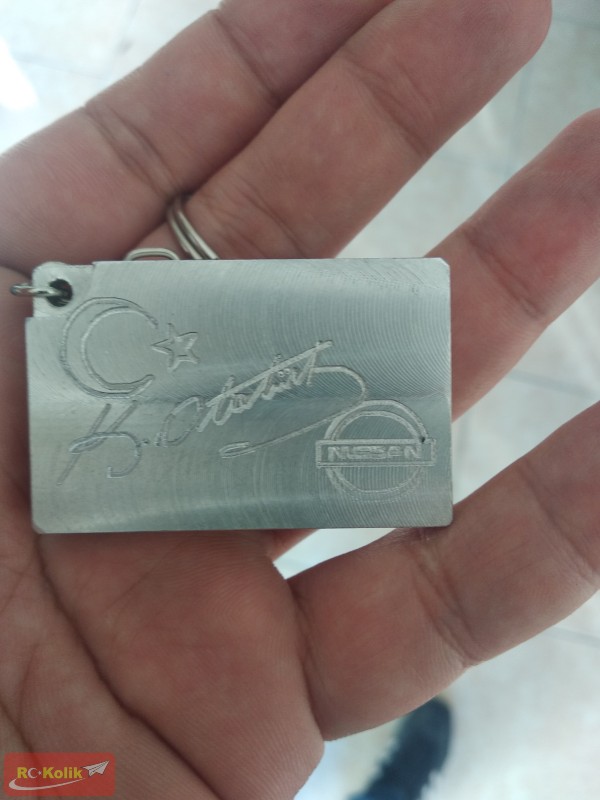 K. Atatürk
NISSAN
RC-Kolik